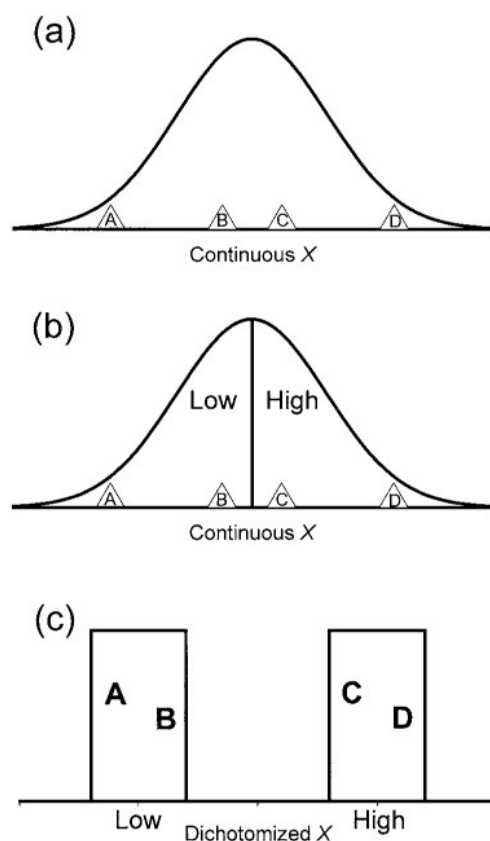 (a)
A B C D
Continuous X
(b)
Low High
A B C D
Continuous X
(c)
A B C D
Low High
Dichotomized X